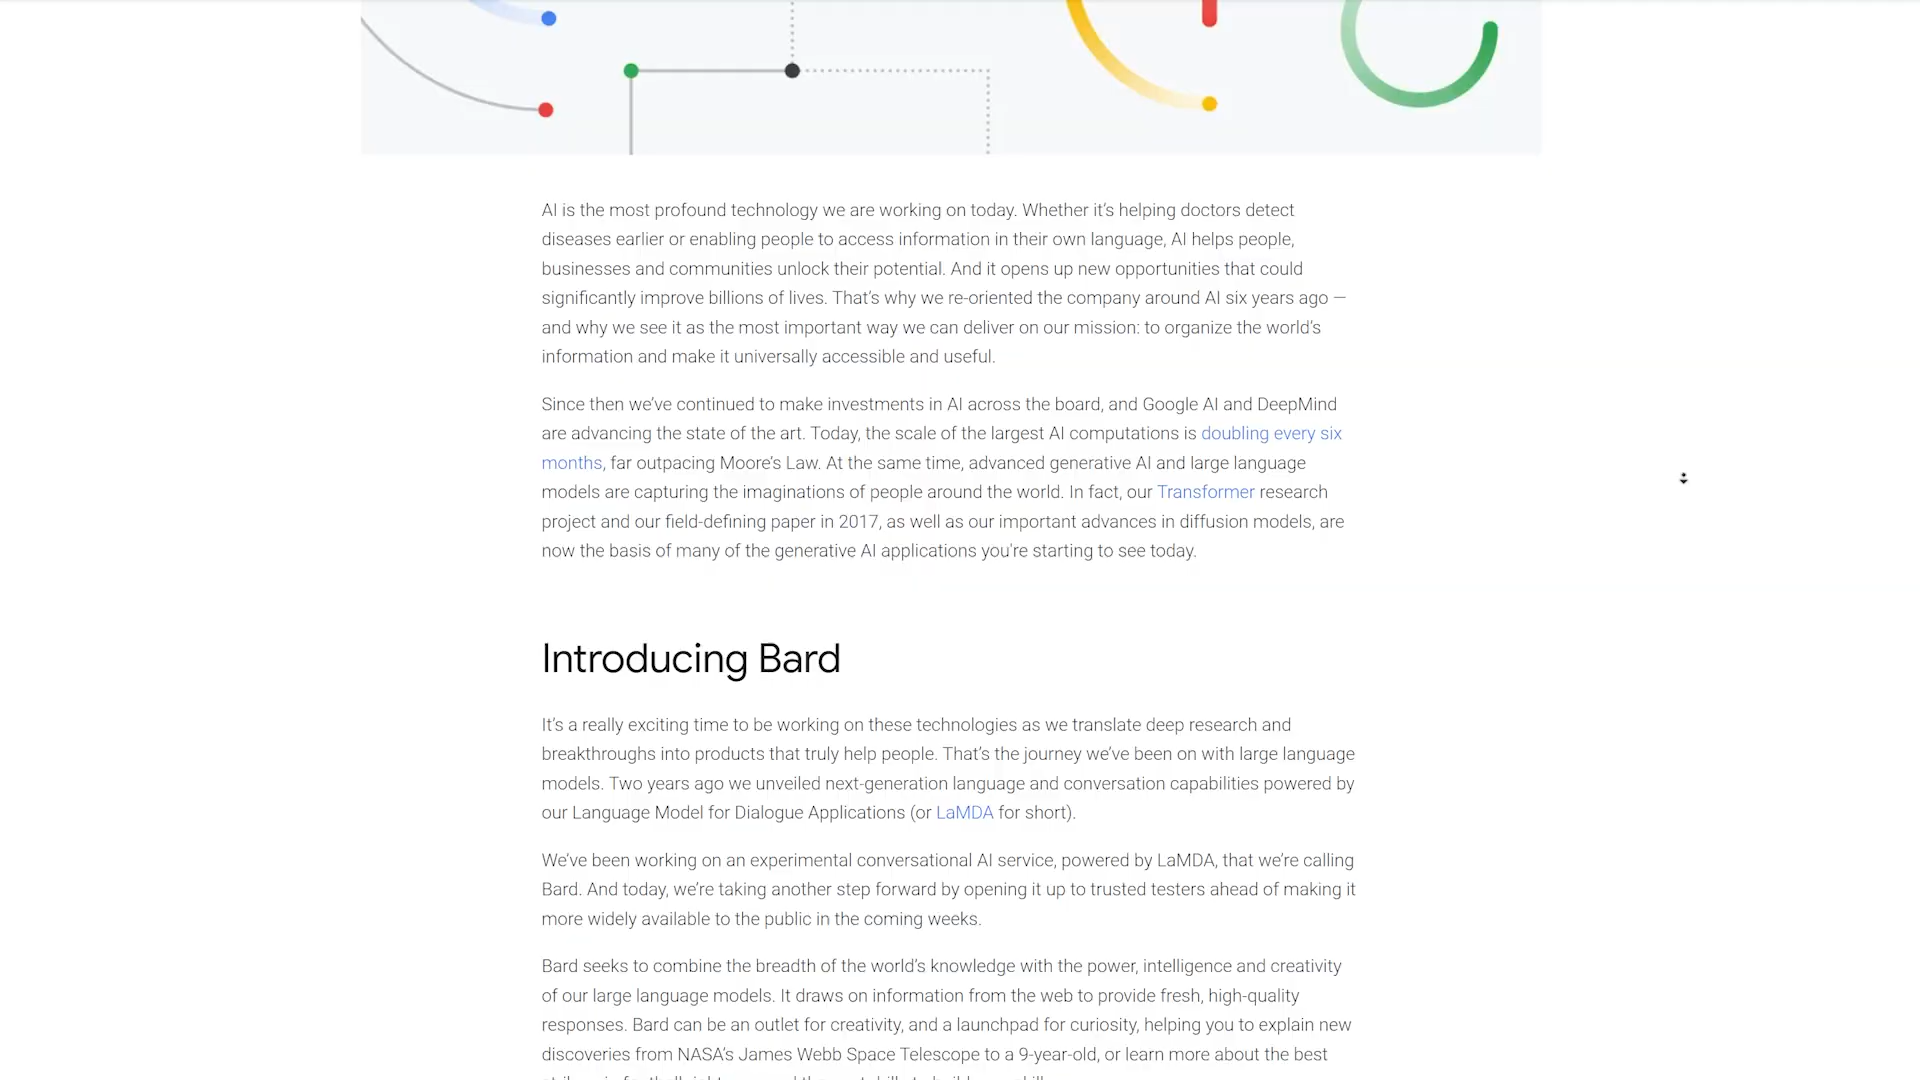 AI is the most profound technology we are working on today. Whether it’s helping doctors detect
diseases earlier or enabling people to access information in their own language, AI helps people,
businesses and communities unlock their potential. And it opens up new opportunities that could
significantly improve billions of lives. That’s why we re-oriented the company around AI six years ago —
and why we see it as the most important way we can deliver on our mission: to organize the world’s
information and make it universally accessible and useful.
Since then we’ve continued to make investments in AI across the board, and Google AI and DeepMind
are advancing the state of the art. Today, the scale of the largest AI computations is doubling every six
months, far outpacing Moore’s Law. At the same time, advanced generative AI and large language
models are capturing the imaginations of people around the world. In fact, our Transformer research
project and our field-defining paper in 2017, as well as our important advances in diffusion models, are
now the basis of many of the generative AI applications you're starting to see today.
Introducing Bard
It’s a really exciting time to be working on these technologies as we translate deep research and
breakthroughs into products that truly help people. That’s the journey we’ve been on with large language
models. Two years ago we unveiled next-generation language and conversation capabilities powered by
our Language Model for Dialogue Applications (or LaMDA for short).
We’ve been working on an experimental conversational AI service, powered by LaMDA, that we’re calling
Bard. And today, we’re taking another step forward by opening it up to trusted testers ahead of making it
more widely available to the public in the coming weeks.
Bard seeks to combine the breadth of the world’s knowledge with the power, intelligence and creativity
of our large language models. It draws on information from the web to provide fresh, high-quality
responses. Bard can be an outlet for creativity, and a launchpad for curiosity, helping you to explain new
discoveries from NASA’s James Webb Space Telescope to a 9-year-old, or learn more about the best